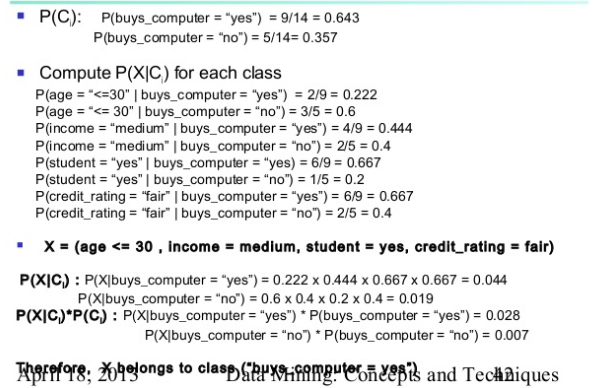 ▪ P(Cᵢ): P(buys_computer = “yes”) = 9/14 = 0.643
P(buys_computer = “no”) = 5/14= 0.357
▪ Compute P(X|Cᵢ) for each class
P(age = “<=30” | buys_computer = “yes”) = 2/9 = 0.222
P(age = “<= 30” | buys_computer = “no”) = 3/5 = 0.6
P(income = “medium” | buys_computer = “yes”) = 4/9 = 0.444
P(income = “medium” | buys_computer = “no”) = 2/5 = 0.4
P(student = “yes” | buys_computer = “yes) = 6/9 = 0.667
P(student = “yes” | buys_computer = “no”) = 1/5 = 0.2
P(credit_rating = “fair” | buys_computer = “yes”) = 6/9 = 0.667
P(credit_rating = “fair” | buys_computer = “no”) = 2/5 = 0.4
▪ X = (age <= 30 , income = medium, student = yes, credit_rating = fair)
P(X|Cᵢ) : P(X|buys_computer = “yes”) = 0.222 x 0.444 x 0.667 x 0.667 = 0.044
P(X|buys_computer = “no”) = 0.6 x 0.4 x 0.2 x 0.4 = 0.019
P(X|Cᵢ)*P(Cᵢ) : P(X|buys_computer = “yes”) * P(buys_computer = “yes”) = 0.028
P(X|buys_computer = “no”) * P(buys_computer = “no”) = 0.007
Therefore, X belongs to class (“buys_computer = yes”)
April 18, 2013 Data Mining: Concepts and Techniques 42